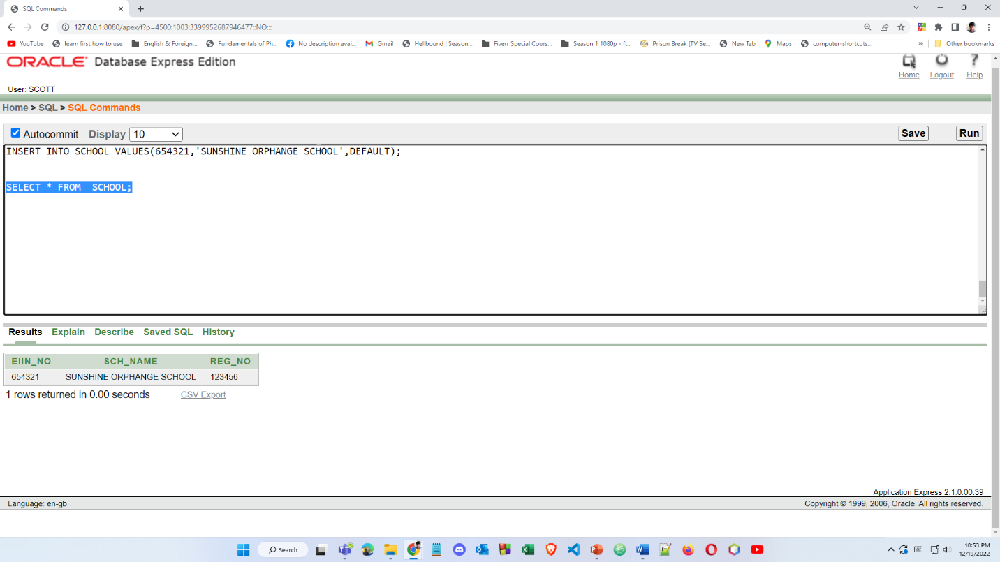 SQL Commands
127.0.0.1:8080/apex/f?p=4500:1003:3399952687946477::NO:::
YouTube learn first how to use English & Foreign... Fundamentals of Ph... No description avai... Gmail Hellbound | Season... Fiverr Special Cours... Season 1 1080p - ft... Prison Break (TV Se... New Tab Maps computer-shortcuts... » Other bookmarks
ORACLE Database Express Edition
Home Logout Help
User: SCOTT
Home > SQL > SQL Commands
Autocommit Display 10 Save Run
INSERT INTO SCHOOL VALUES(654321,'SUNSHINE ORPHANGE SCHOOL',DEFAULT);
SELECT * FROM  SCHOOL;
Results Explain Describe Saved SQL History
EIIN_NO SCH_NAME REG_NO
654321 SUNSHINE ORPHANGE SCHOOL 123456
1 rows returned in 0.00 seconds CSV Export
Application Express 2.1.0.00.39
Language: en-gb Copyright © 1999, 2006, Oracle. All rights reserved.
Search
10:53 PM
12/19/2022